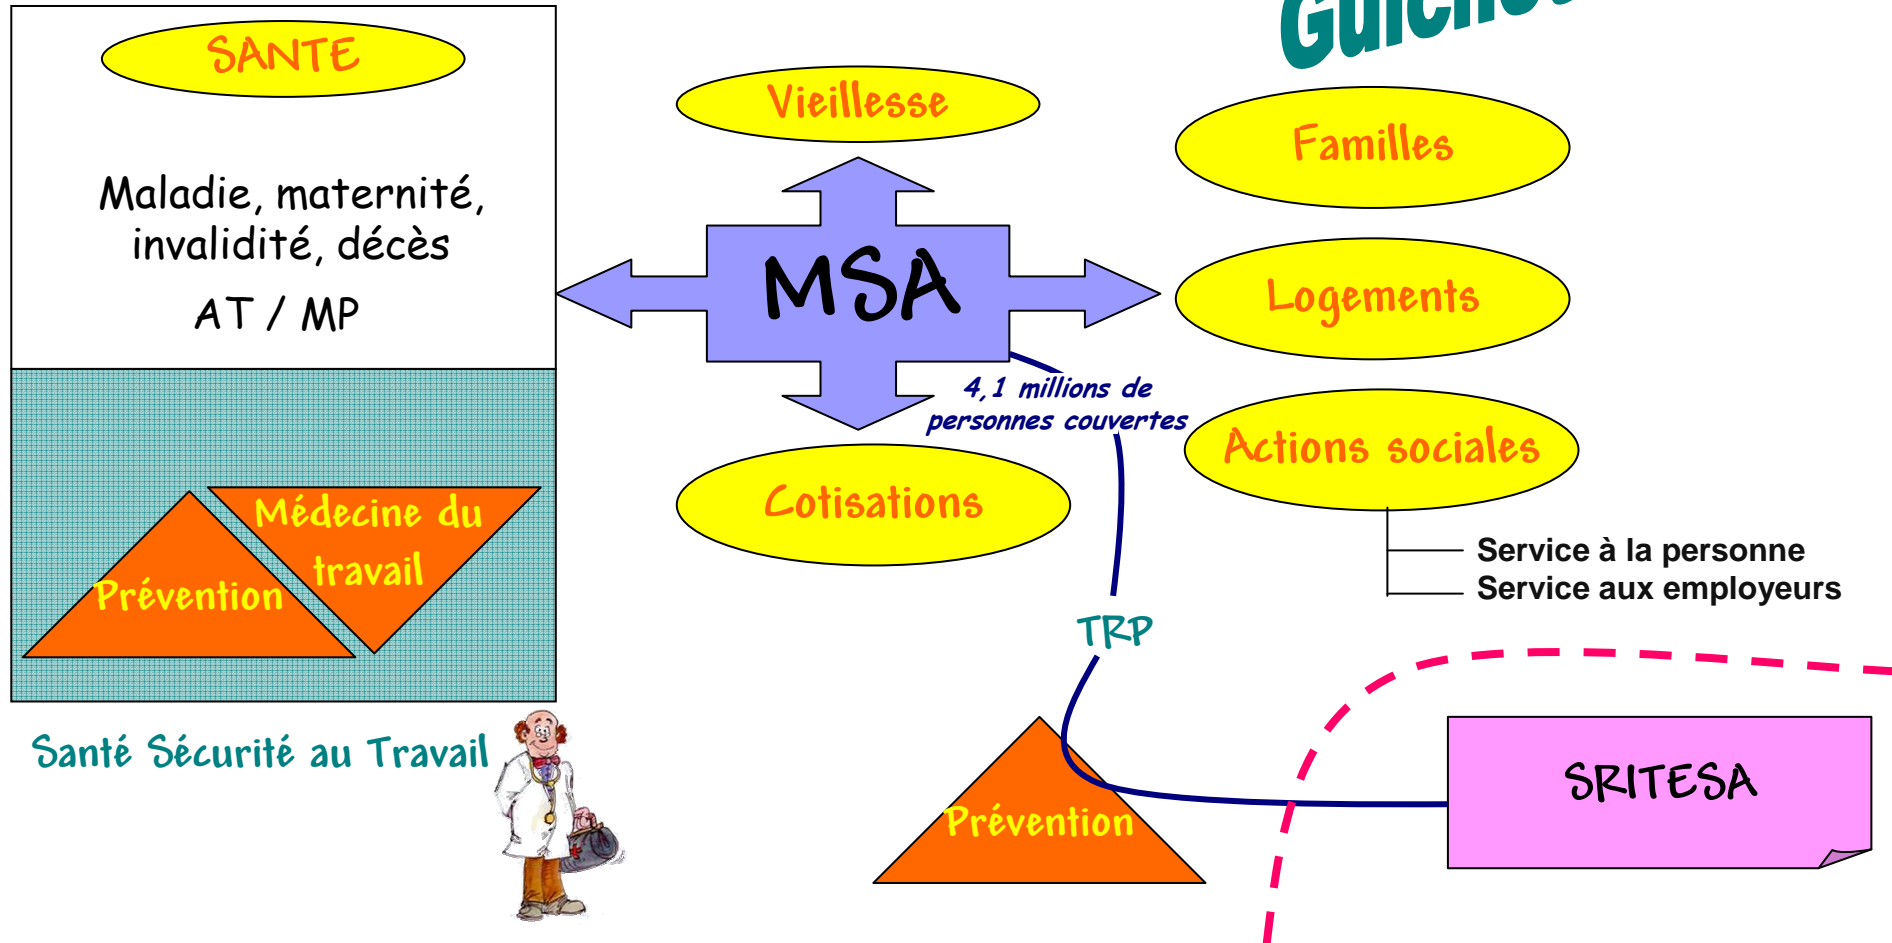 SANTE
Maladie, maternité,
invalidité, décès
AT / MP
Médecine du
travail
Prévention
Santé Sécurité au Travail
Vieillesse
MSA
4,1 millions de
personnes couvertes
Cotisations
Familles
Logements
Actions sociales
Service à la personne
Service aux employeurs
TRP
Prévention
SRITESA